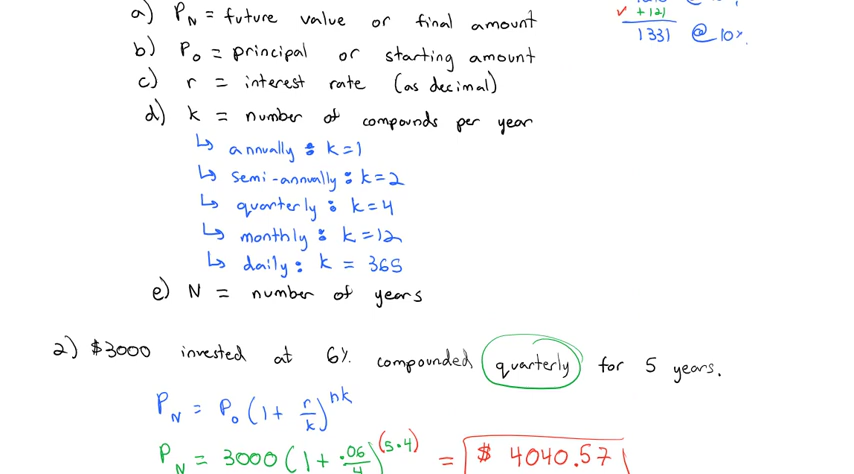 a) P_N = future value or final amount
✓ +121
1331 @ 10%
b) P_0 = principal or starting amount
c) r = interest rate (as decimal)
d) k = number of compounds per year
↳ annually : k=1
↳ semi-annually : k=2
↳ quarterly : k=4
↳ monthly : k=12
↳ daily : k = 365
e) N = number of years
2) $3000 invested at 6% compounded quarterly for 5 years.
P_N = P_0 (1 + r/k)^nk
P_N = 3000 (1 + .06/4)^(5·4) = $ 4040.57